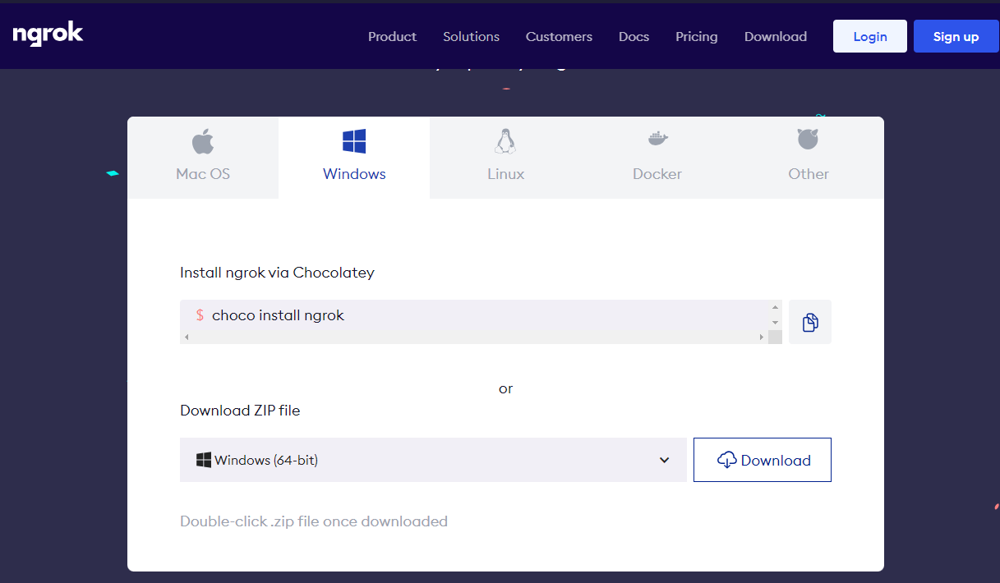 ngrok
Product Solutions Customers Docs Pricing Download Login Sign up
Mac OS Windows Linux Docker Other
Install ngrok via Chocolatey
$ choco install ngrok
or
Download ZIP file
Windows (64-bit) Download
Double-click .zip file once downloaded